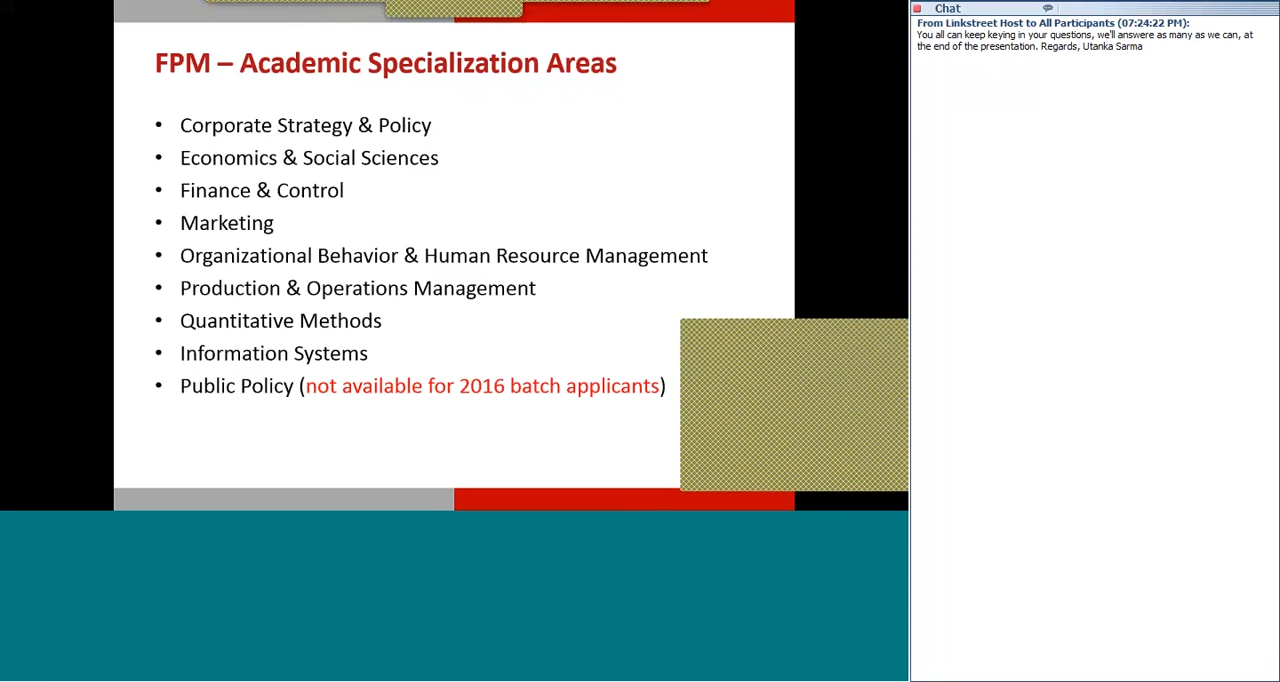 FPM – Academic Specialization Areas
• Corporate Strategy & Policy
• Economics & Social Sciences
• Finance & Control
• Marketing
• Organizational Behavior & Human Resource Management
• Production & Operations Management
• Quantitative Methods
• Information Systems
• Public Policy (not available for 2016 batch applicants)
Chat
From Linkstreet Host to All Participants (07:24:22 PM):
You all can keep keying in your questions, we'll answer as many as we can, at
the end of the presentation. Regards, Utanka Sarma